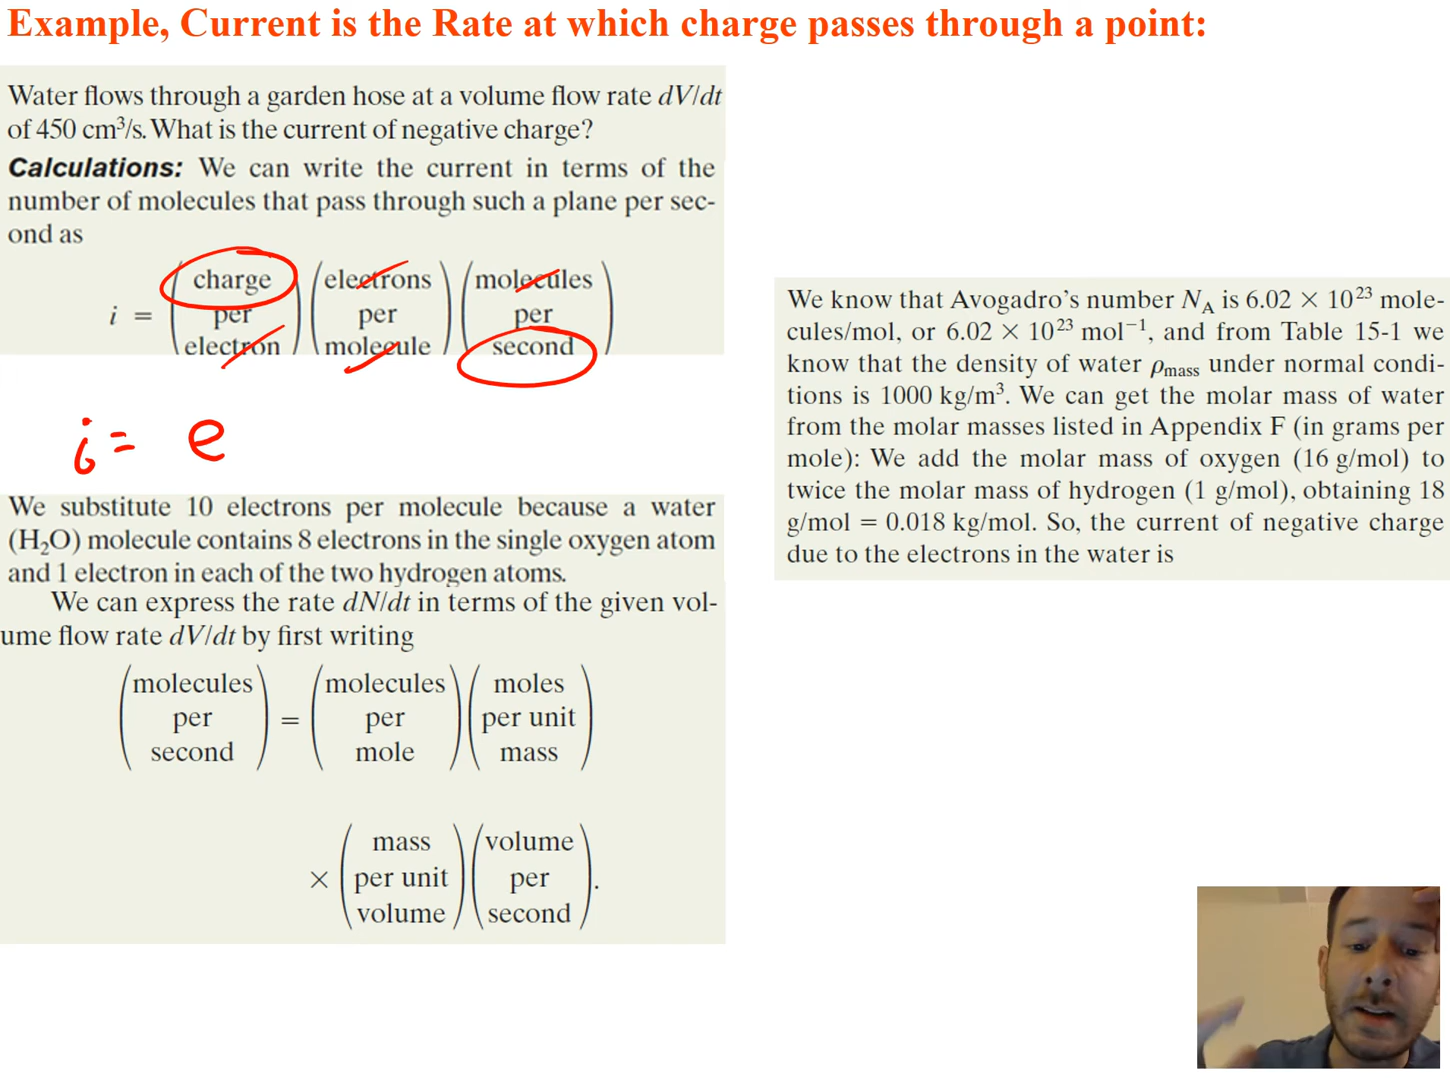 Example, Current is the Rate at which charge passes through a point:
Water flows through a garden hose at a volume flow rate dV/dt
of 450 cm³/s. What is the current of negative charge?
Calculations: We can write the current in terms of the
number of molecules that pass through such a plane per sec-
ond as
charge electrons molecules
i = per per per
electron molecule second
i = e
We substitute 10 electrons per molecule because a water
(H₂O) molecule contains 8 electrons in the single oxygen atom
and 1 electron in each of the two hydrogen atoms.
We can express the rate dN/dt in terms of the given vol-
ume flow rate dV/dt by first writing
molecules molecules moles
per = per per unit
second mole mass
mass volume
× per unit per .
volume second
We know that Avogadro's number N_A is 6.02 × 10²³ mole-
cules/mol, or 6.02 × 10²³ mol⁻¹, and from Table 15-1 we
know that the density of water ρ_mass under normal condi-
tions is 1000 kg/m³. We can get the molar mass of water
from the molar masses listed in Appendix F (in grams per
mole): We add the molar mass of oxygen (16 g/mol) to
twice the molar mass of hydrogen (1 g/mol), obtaining 18
g/mol = 0.018 kg/mol. So, the current of negative charge
due to the electrons in the water is